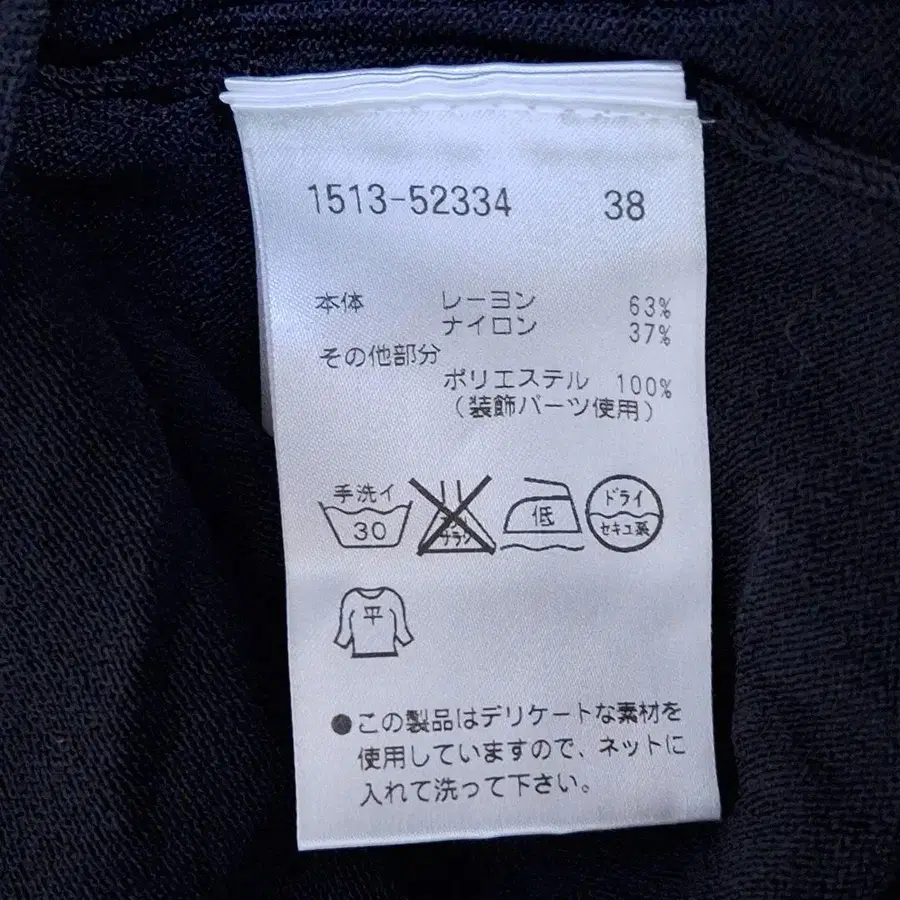 1513-52334 38
本体 レーヨン 63%
ナイロン 37%
その他部分
ポリエステル 100%
(装飾パーツ使用)
手洗イ
30
サラシ
低
ドライ
セキユ系
平
●この製品はデリケートな素材を
使用していますので、ネットに
入れて洗って下さい。